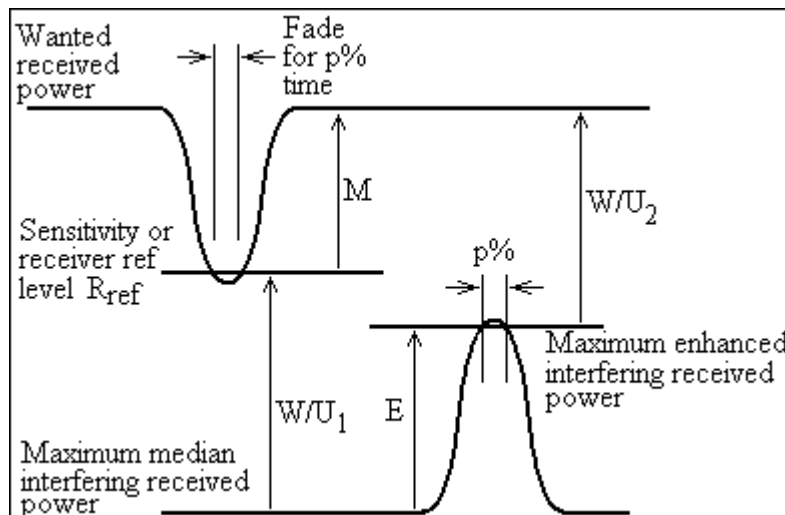 Wanted
received
power
Fade
for p%
time
M
W/U2
Sensitivity or
receiver ref
level Rref
p%
Maximum enhanced
interfering received
power
W/U1
E
Maximum median
interfering received
power